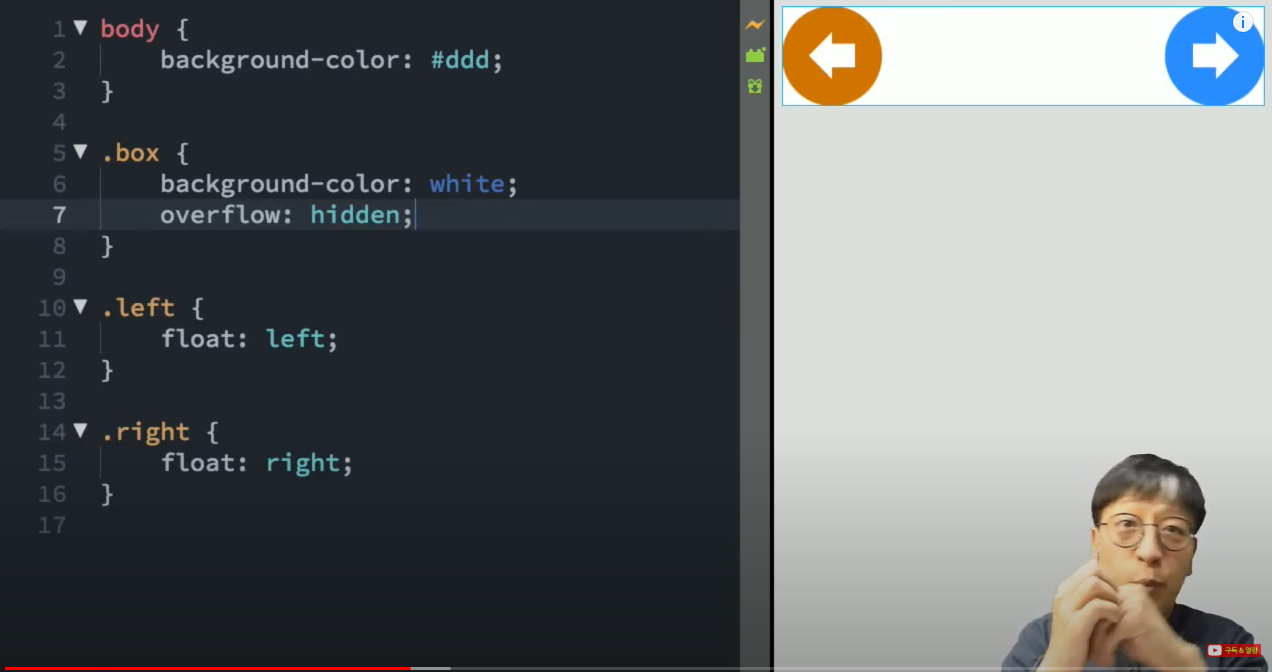 1 ▼ body {
2 background-color: #ddd;
3 }
4
5 ▼ .box {
6 background-color: white;
7 overflow: hidden;
8 }
9
10 ▼ .left {
11 float: left;
12 }
13
14 ▼ .right {
15 float: right;
16 }
17
i
구독 & 알람